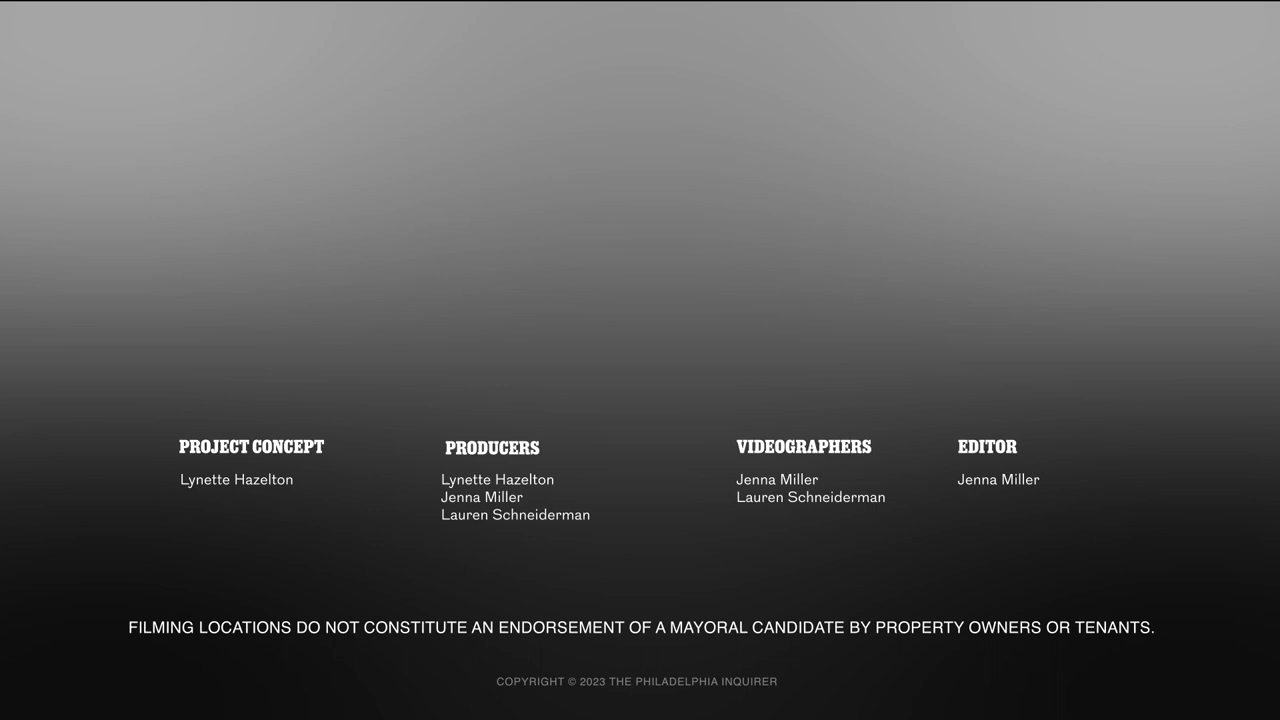 PROJECT CONCEPT
Lynette Hazelton
PRODUCERS
Lynette Hazelton
Jenna Miller
Lauren Schneiderman
VIDEOGRAPHERS
Jenna Miller
Lauren Schneiderman
EDITOR
Jenna Miller
FILMING LOCATIONS DO NOT CONSTITUTE AN ENDORSEMENT OF A MAYORAL CANDIDATE BY PROPERTY OWNERS OR TENANTS.
COPYRIGHT © 2023 THE PHILADELPHIA INQUIRER